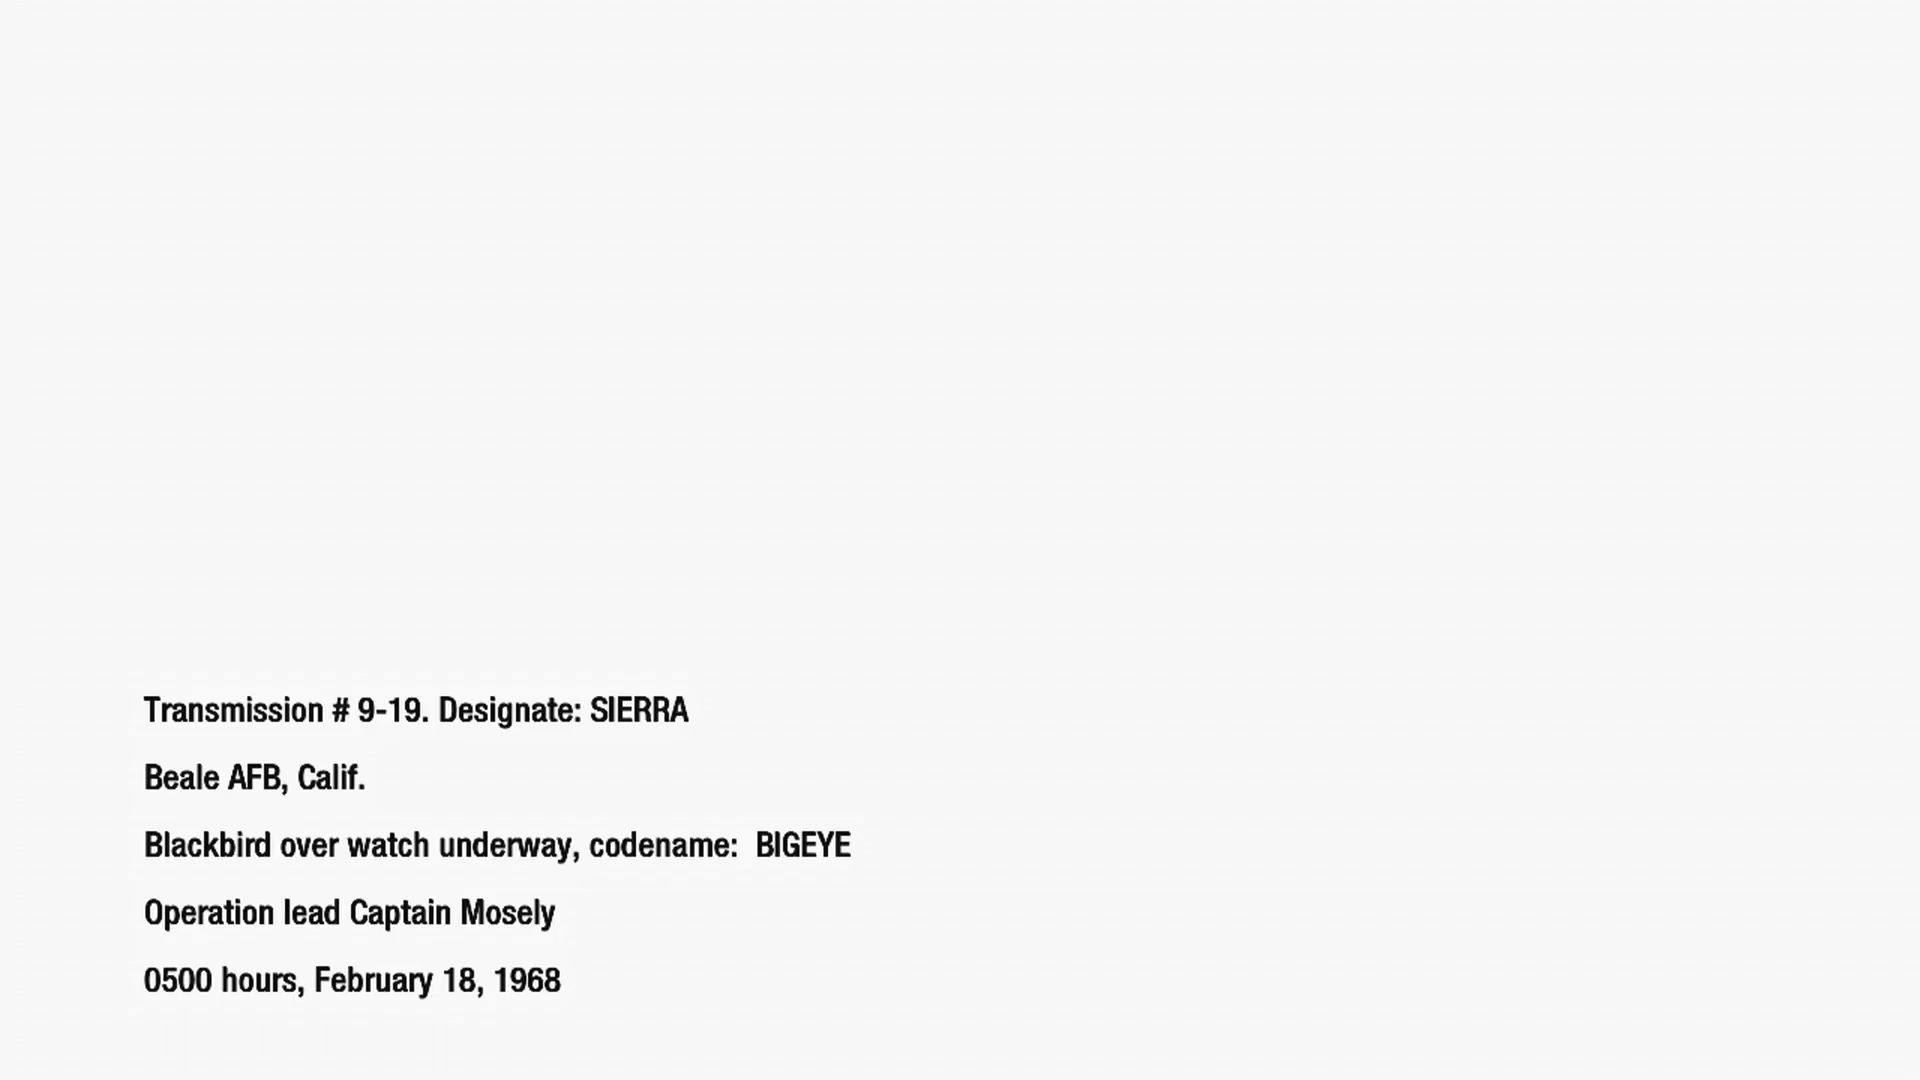 Transmission # 9-19. Designate: SIERRA
Beale AFB, Calif.
Blackbird over watch underway, codename:  BIGEYE
Operation lead Captain Mosely
0500 hours, February 18, 1968